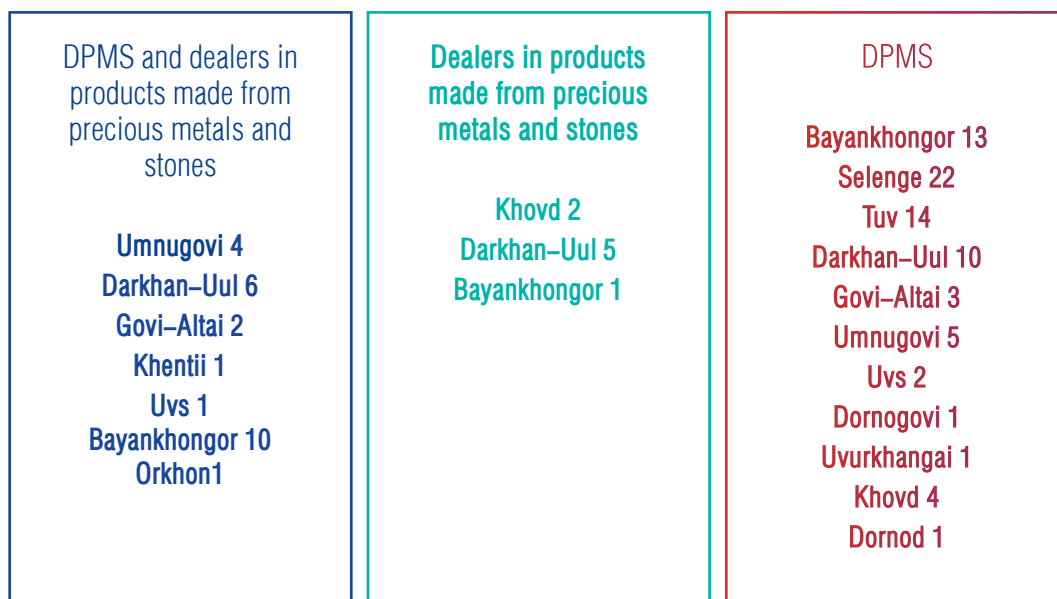 DPMS and dealers in
products made from
precious metals and
stones
Umnugovi 4
Darkhan–Uul 6
Govi–Altai 2
Khentii 1
Uvs 1
Bayankhongor 10
Orkhon1
Dealers in products
made from precious
metals and stones
Khovd 2
Darkhan–Uul 5
Bayankhongor 1
DPMS
Bayankhongor 13
Selenge 22
Tuv 14
Darkhan–Uul 10
Govi–Altai 3
Umnugovi 5
Uvs 2
Dornogovi 1
Uvurkhangai 1
Khovd 4
Dornod 1